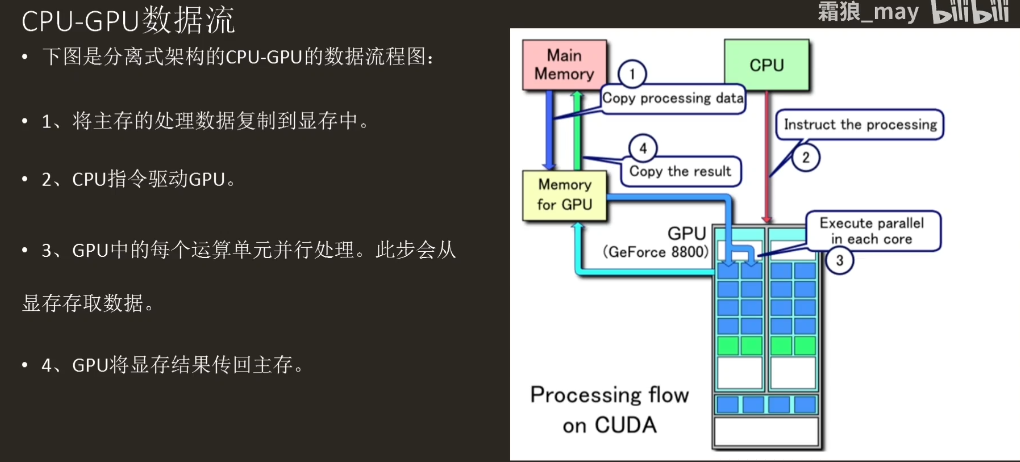 CPU-GPU数据流
霜狼_may bilibili
• 下图是分离式架构的CPU-GPU的数据流程图：
• 1、将主存的处理数据复制到显存中。
• 2、CPU指令驱动GPU。
• 3、GPU中的每个运算单元并行处理。此步会从
显存存取数据。
• 4、GPU将显存结果传回主存。
Main
Memory
CPU
1
Copy processing data
Instruct the processing
2
4
Copy the result
Memory
for GPU
GPU
(GeForce 8800)
Execute parallel
in each core
3
Processing flow
on CUDA